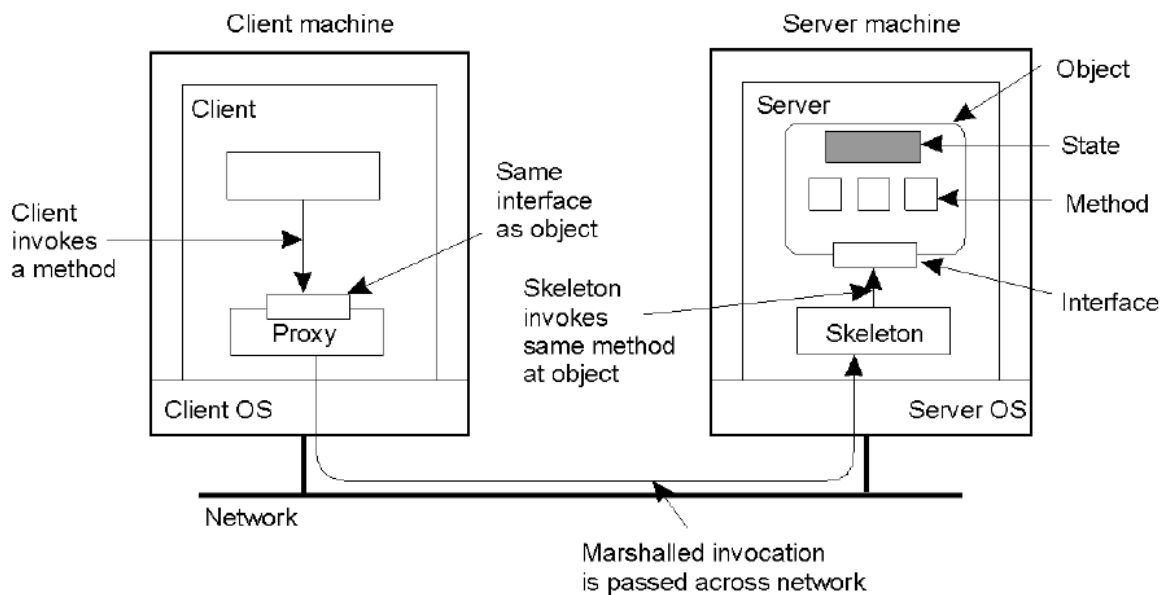 Client machine
Server machine
Object
Client
Server
State
Same
interface
as object
Method
Client
invokes
a method
Skeleton
invokes
same method
at object
Interface
Proxy
Skeleton
Client OS
Server OS
Network
Marshalled invocation
is passed across network